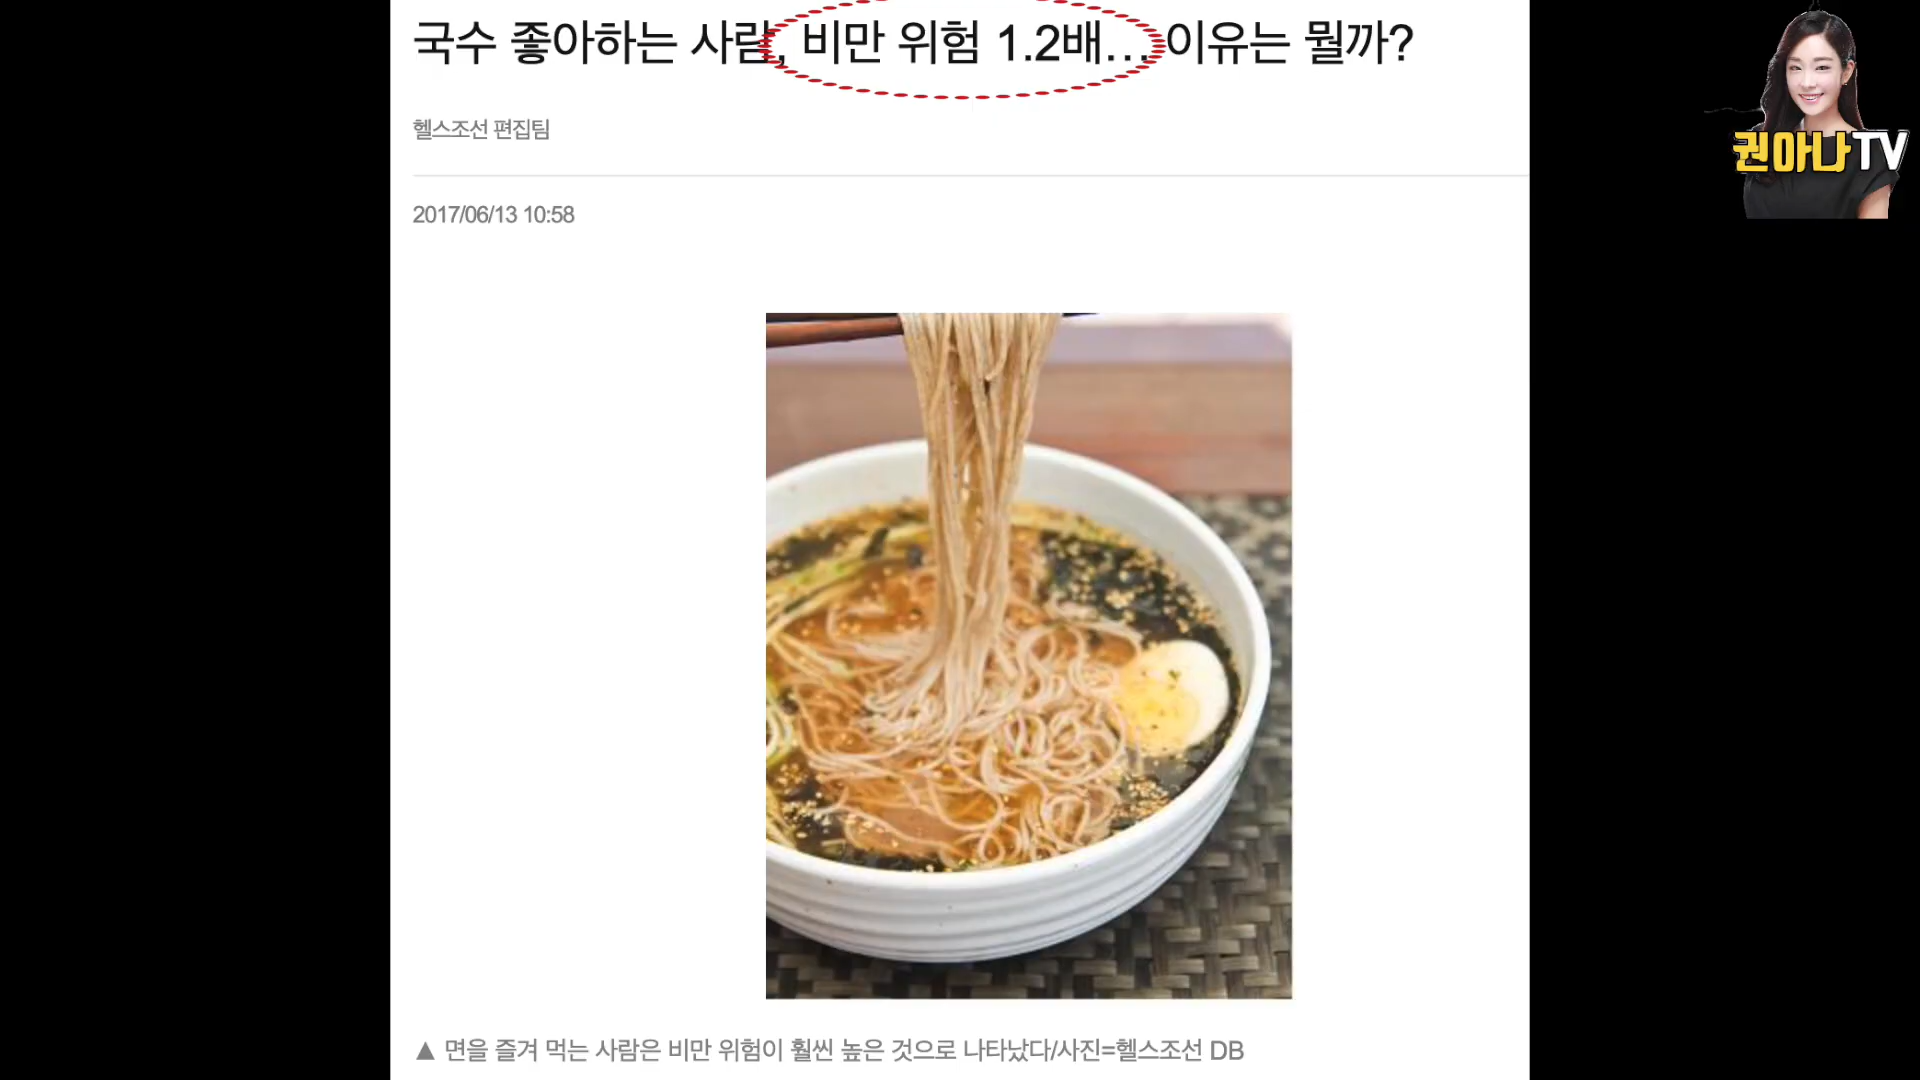 국수 좋아하는 사람, 비만 위험 1.2배… 이유는 뭘까?
헬스조선 편집팀
2017/06/13 10:58
권아나TV
▲ 면을 즐겨 먹는 사람은 비만 위험이 훨씬 높은 것으로 나타났다/사진=헬스조선 DB